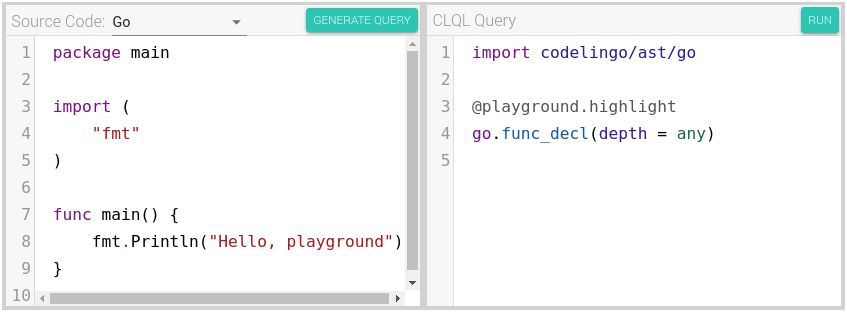 Source Code: Go GENERATE QUERY
1 package main
2
3 import (
4     "fmt"
5 )
6
7 func main() {
8     fmt.Println("Hello, playground")
9 }
10
CLQL Query RUN
1 import codelingo/ast/go
2
3 @playground.highlight
4 go.func_decl(depth = any)
5